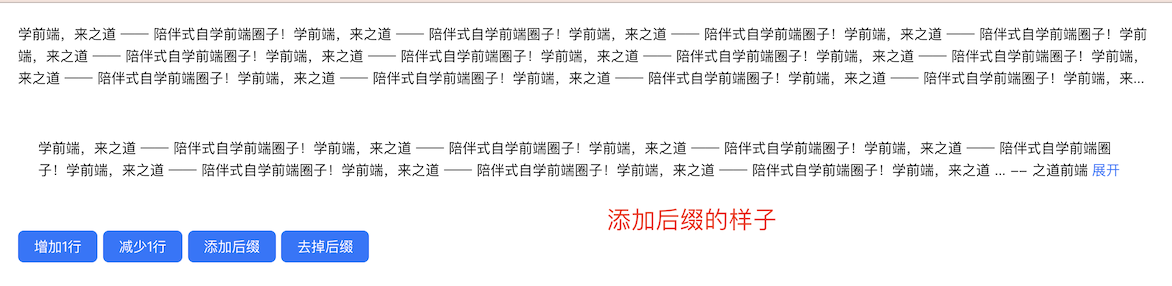 学前端，来之道 —— 陪伴式自学前端圈子！学前端，来之道 —— 陪伴式自学前端圈子！学前端，来之道 —— 陪伴式自学前端圈子！学前端，来之道 —— 陪伴式自学前端圈子！学前
端，来之道 —— 陪伴式自学前端圈子！学前端，来之道 —— 陪伴式自学前端圈子！学前端，来之道 —— 陪伴式自学前端圈子！学前端，来之道 —— 陪伴式自学前端圈子！学前端，
来之道 —— 陪伴式自学前端圈子！学前端，来之道 —— 陪伴式自学前端圈子！学前端，来之道 —— 陪伴式自学前端圈子！学前端，来之道 —— 陪伴式自学前端圈子！学前端，来...
学前端，来之道 —— 陪伴式自学前端圈子！学前端，来之道 —— 陪伴式自学前端圈子！学前端，来之道 —— 陪伴式自学前端圈子！学前端，来之道 —— 陪伴式自学前端圈
子！学前端，来之道 —— 陪伴式自学前端圈子！学前端，来之道 —— 陪伴式自学前端圈子！学前端，来之道 —— 陪伴式自学前端圈子！学前端，来之道 ... -- 之道前端 展开
添加后缀的样子
增加1行 减少1行 添加后缀 去掉后缀